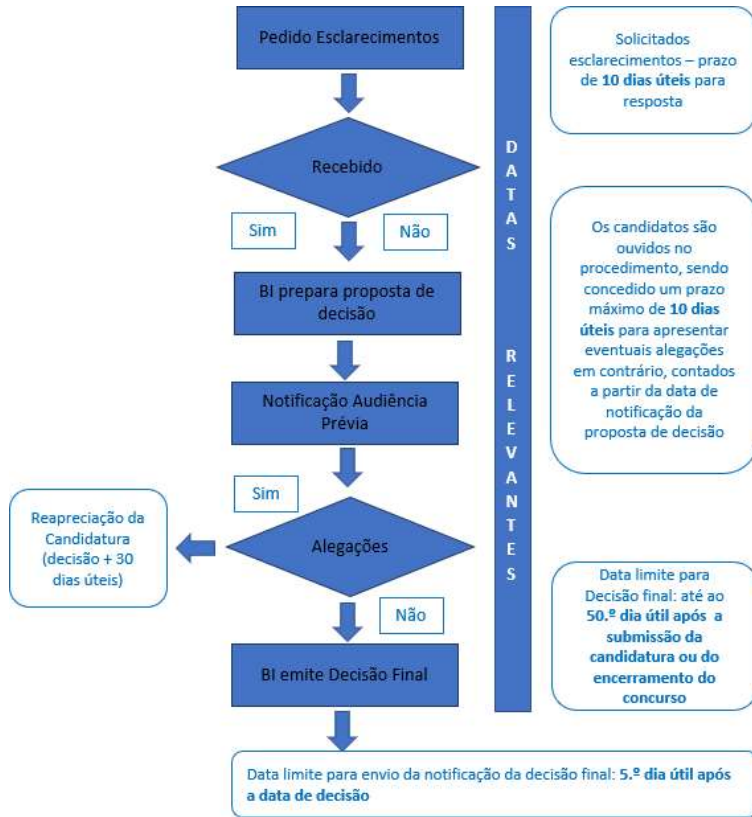 Pedido Esclarecimentos
Solicitados
esclarecimentos – prazo
de 10 dias úteis para
resposta
Recebido
Sim
Não
BI prepara proposta de
decisão
Notificação Audiência
Prévia
DATAS RELEVANTES
Os candidatos são
ouvidos no
procedimento, sendo
concedido um prazo
máximo de 10 dias
úteis para apresentar
eventuais alegações
em contrário, contados
a partir da data de
notificação da
proposta de decisão
Sim
Alegações
Reapreciação da
Candidatura
(decisão + 30
dias úteis)
Não
BI emite Decisão Final
Data limite para
Decisão final: até ao
50.º dia útil após a
submissão da
candidatura ou do
encerramento do
concurso
Data limite para envio da notificação da decisão final: 5.º dia útil após
a data de decisão